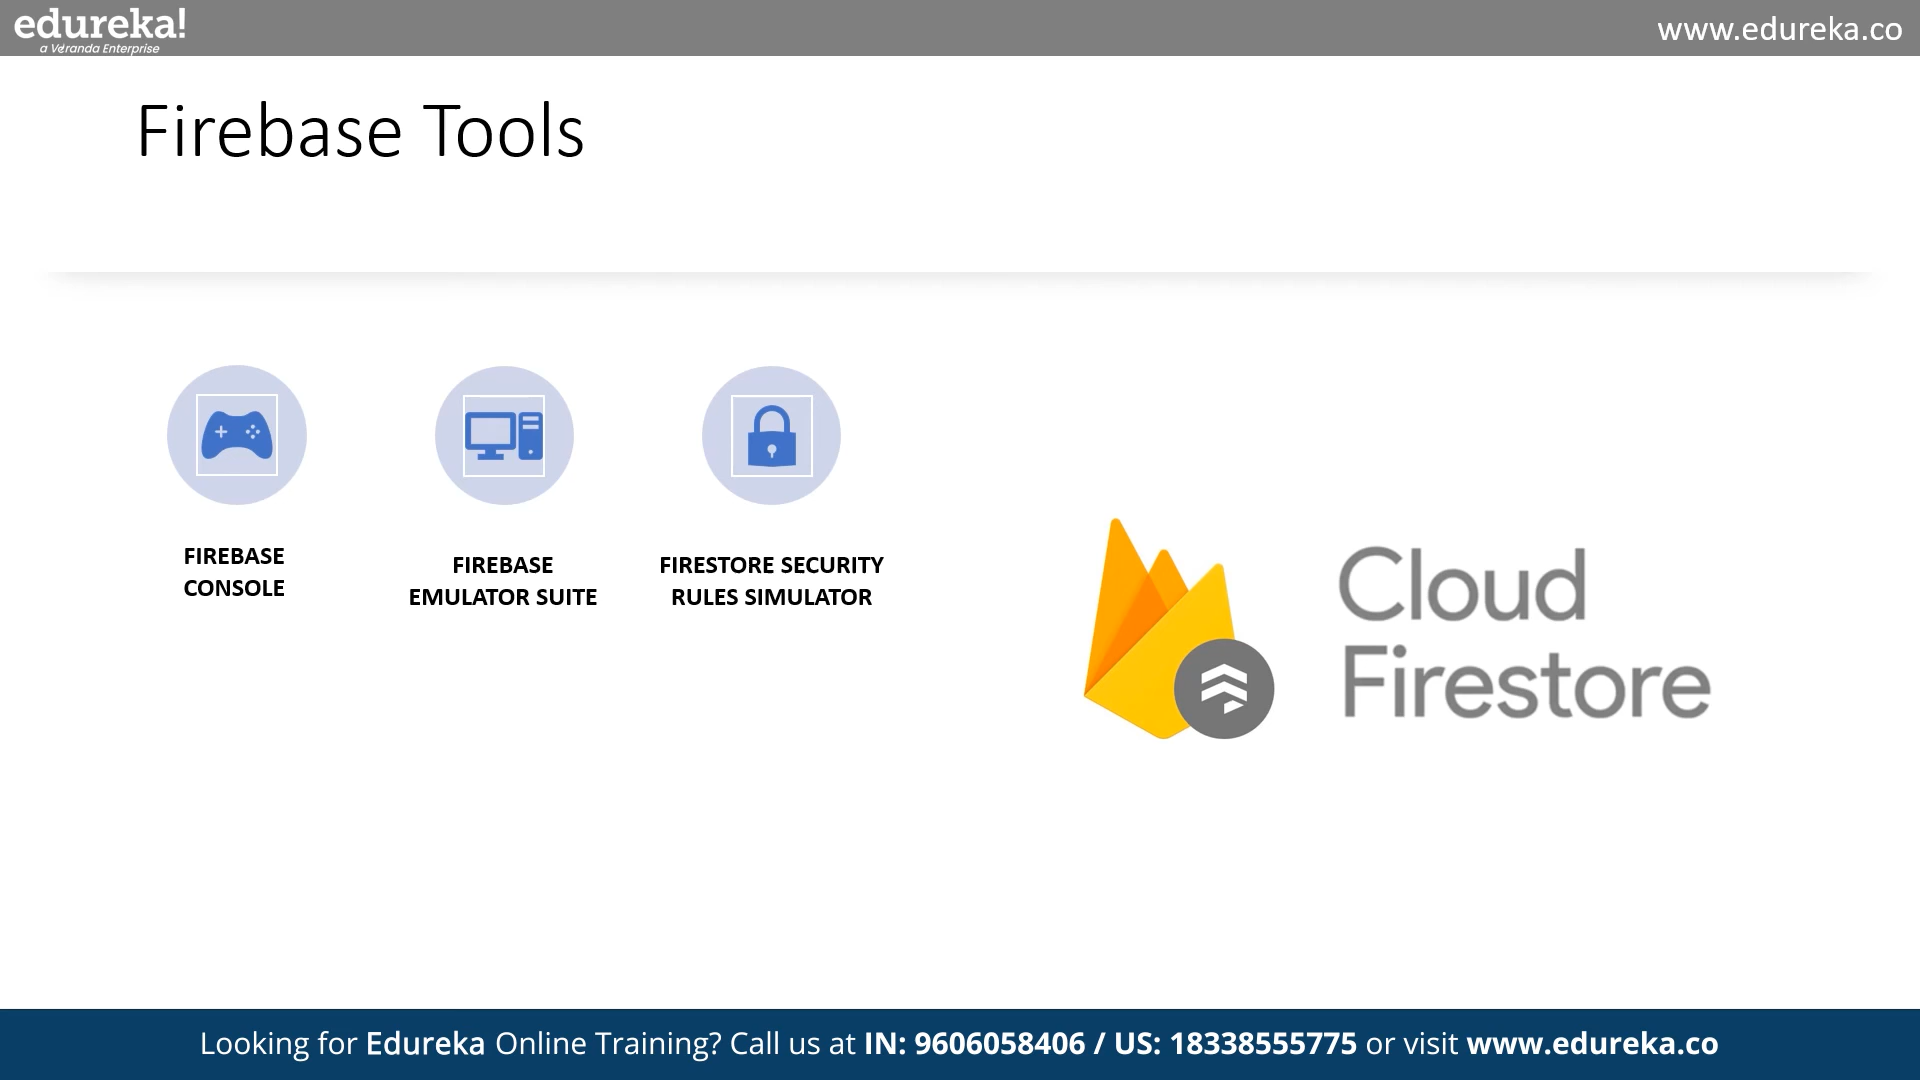 edureka!
a Veranda Enterprise
www.edureka.co
Firebase Tools
FIREBASE
CONSOLE
FIREBASE
EMULATOR SUITE
FIRESTORE SECURITY
RULES SIMULATOR
Cloud
Firestore
Looking for Edureka Online Training? Call us at IN: 9606058406 / US: 18338555775 or visit www.edureka.co